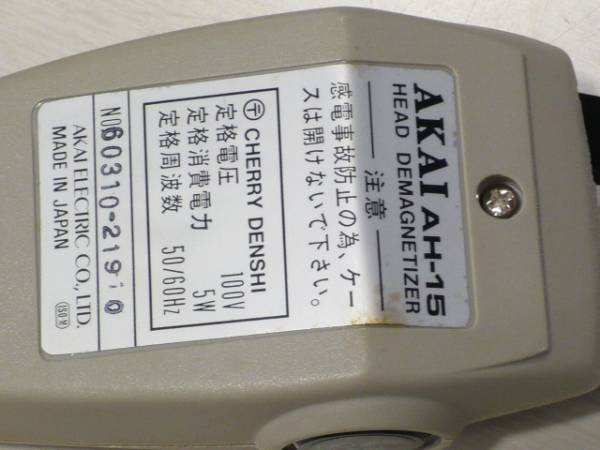 AKAI AH-15
HEAD DEMAGNETIZER
注意
感電事故防止の為、ケー
スは開けないで下さい。
〒 CHERRY DENSHI
定格電圧 100V
定格消費電力 5W
定格周波数 50/60Hz
NO.60310-21970
AKAI ELECTRIC CO., LTD.
MADE IN JAPAN
ISO-M